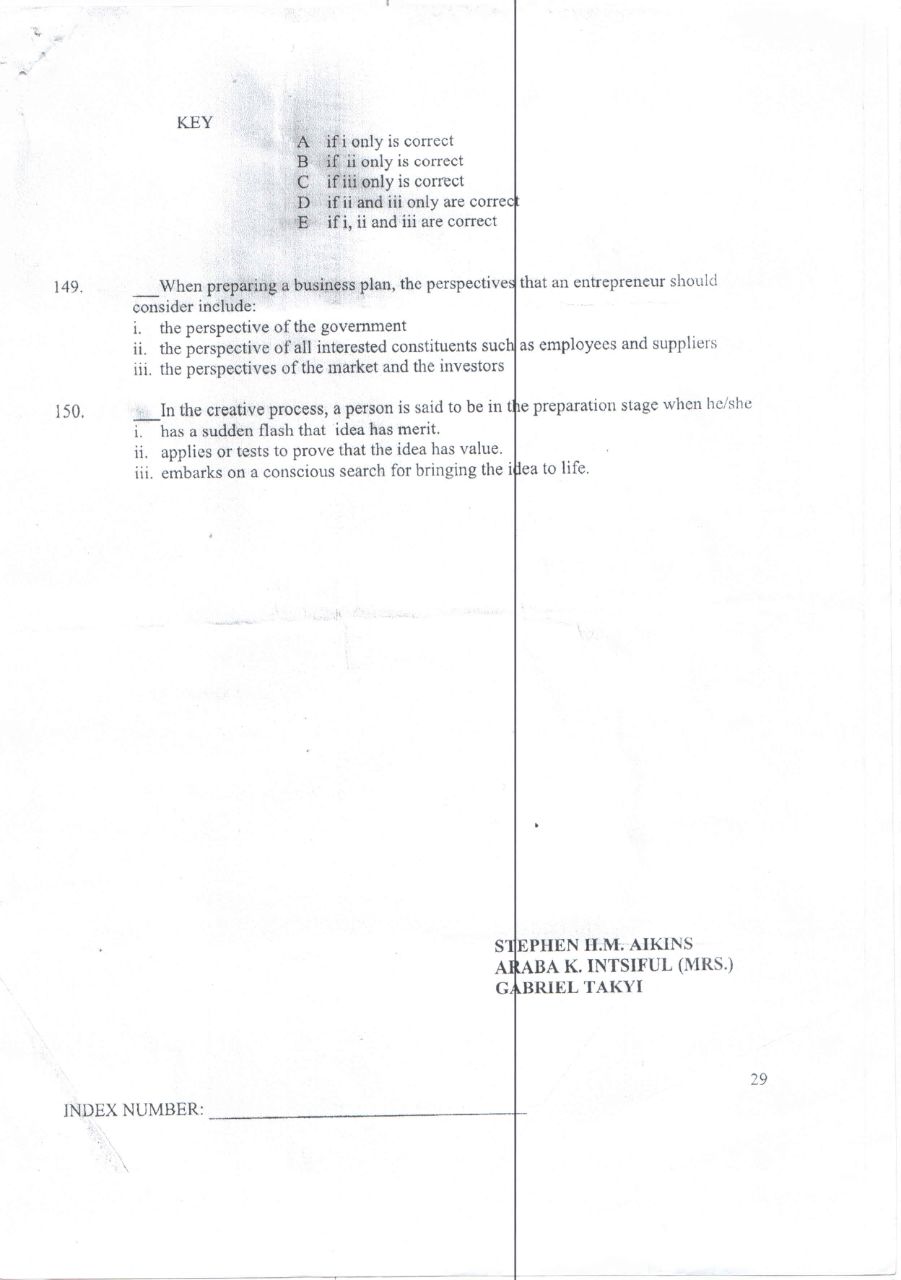 KEY
A if i only is correct
B if ii only is correct
C if iii only is correct
D if ii and iii only are correct
E if i, ii and iii are correct
149. __When preparing a business plan, the perspectives that an entrepreneur should
consider include:
i. the perspective of the government
ii. the perspective of all interested constituents such as employees and suppliers
iii. the perspectives of the market and the investors
150. __In the creative process, a person is said to be in the preparation stage when he/she
i. has a sudden flash that idea has merit.
ii. applies or tests to prove that the idea has value.
iii. embarks on a conscious search for bringing the idea to life.
STEPHEN H.M. AIKINS
ARABA K. INTSIFUL (MRS.)
GABRIEL TAKYI
29
INDEX NUMBER: ____________________